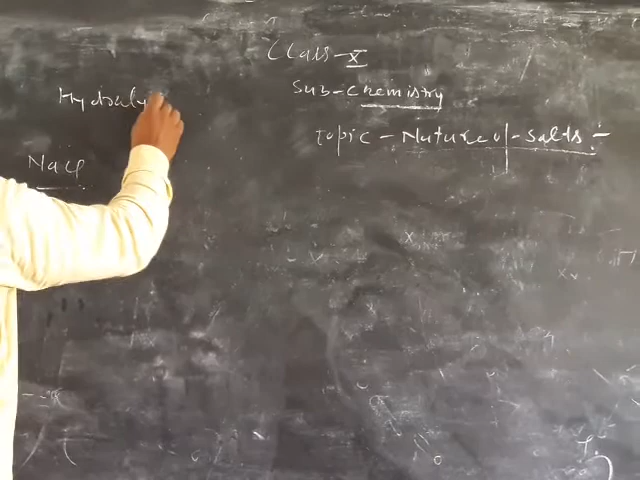 Class-X
Sub-Chemistry
Topic - Nature of - Salts :-
Hydroly
NaCl